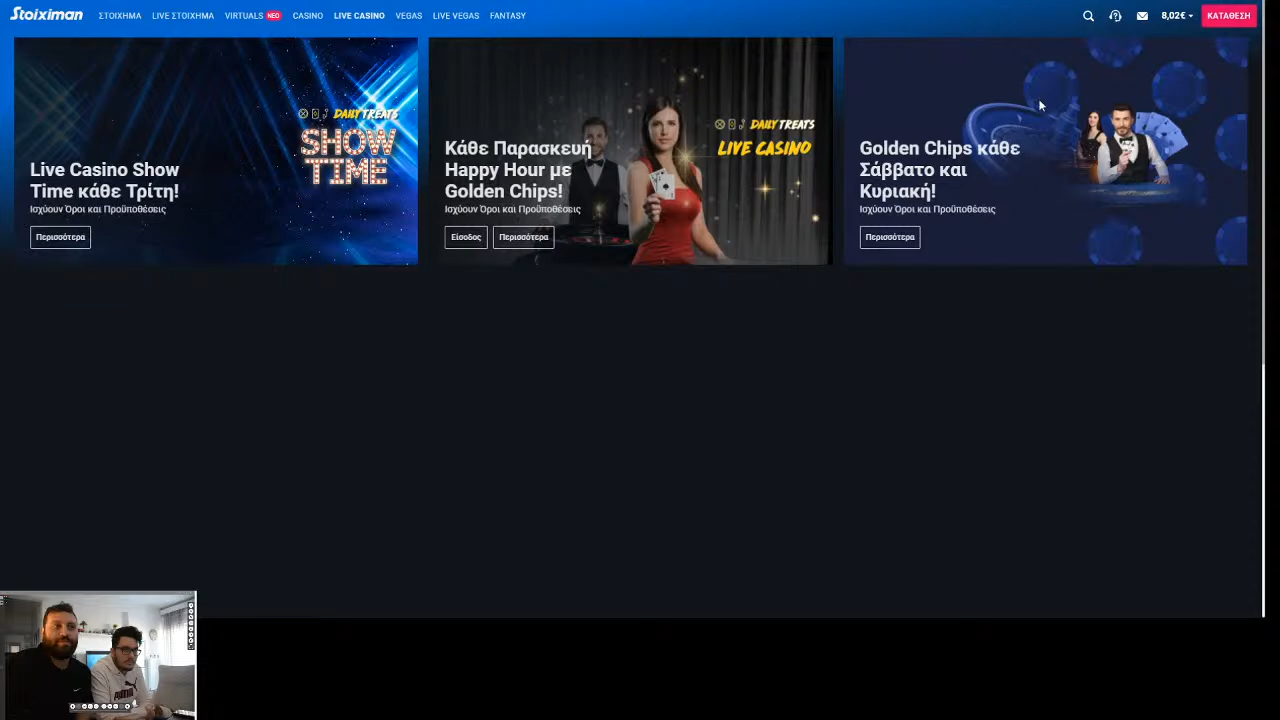 Stoiximan ΣΤΟΙΧΗΜΑ LIVE ΣΤΟΙΧΗΜΑ VIRTUALS ΝΕΟ CASINO LIVE CASINO VEGAS LIVE VEGAS FANTASY 8,02€ ΚΑΤΑΘΕΣΗ
DAILY TREATS
SHOW
TIME
Live Casino Show
Time κάθε Τρίτη!
Ισχύουν Όροι και Προϋποθέσεις
Περισσότερα
DAILY TREATS
LIVE CASINO
Κάθε Παρασκευή
Happy Hour με
Golden Chips!
Ισχύουν Όροι και Προϋποθέσεις
Είσοδος Περισσότερα
Golden Chips κάθε
Σάββατο και
Κυριακή!
Ισχύουν Όροι και Προϋποθέσεις
Περισσότερα
PUMA